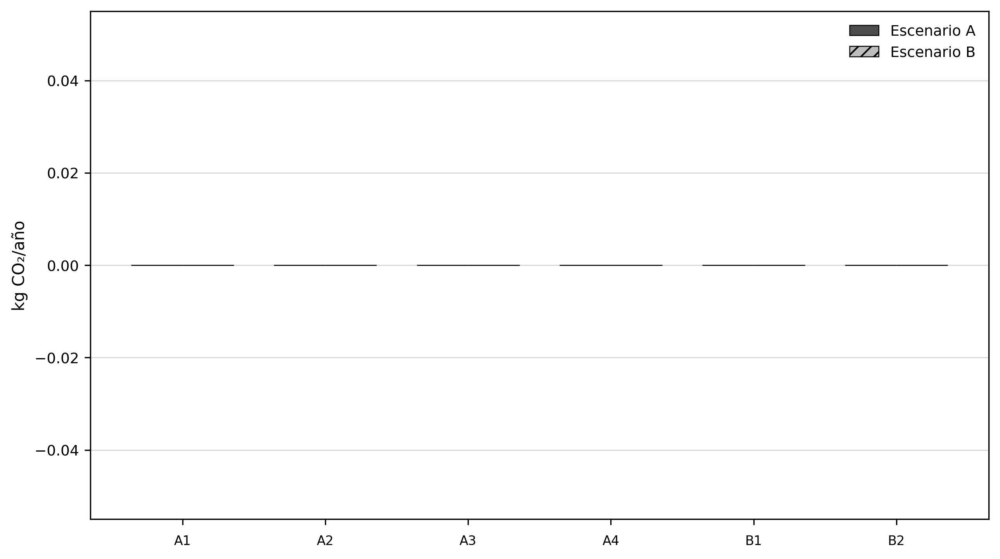 Escenario A
Escenario B
0.04
0.02
0.00
−0.02
−0.04
kg CO₂/año
A1 A2 A3 A4 B1 B2